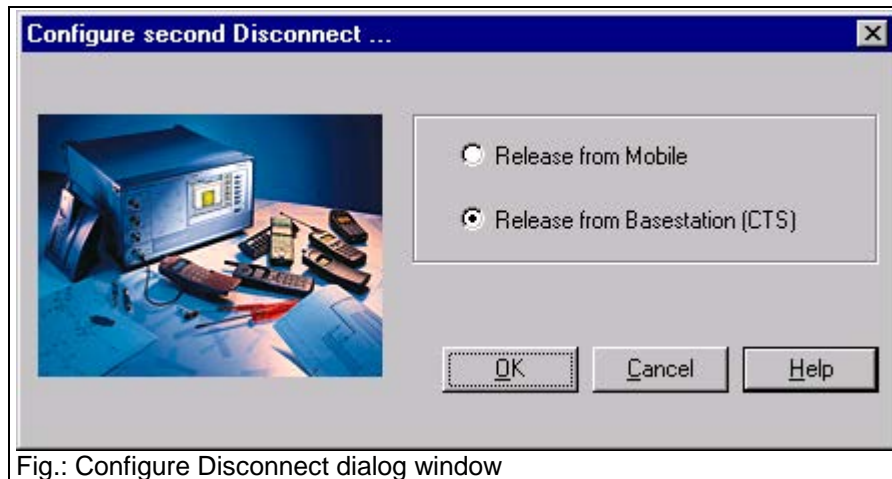 Configure second Disconnect ...
Release from Mobile
Release from Basestation (CTS)
OK
Cancel
Help
Fig.: Configure Disconnect dialog window